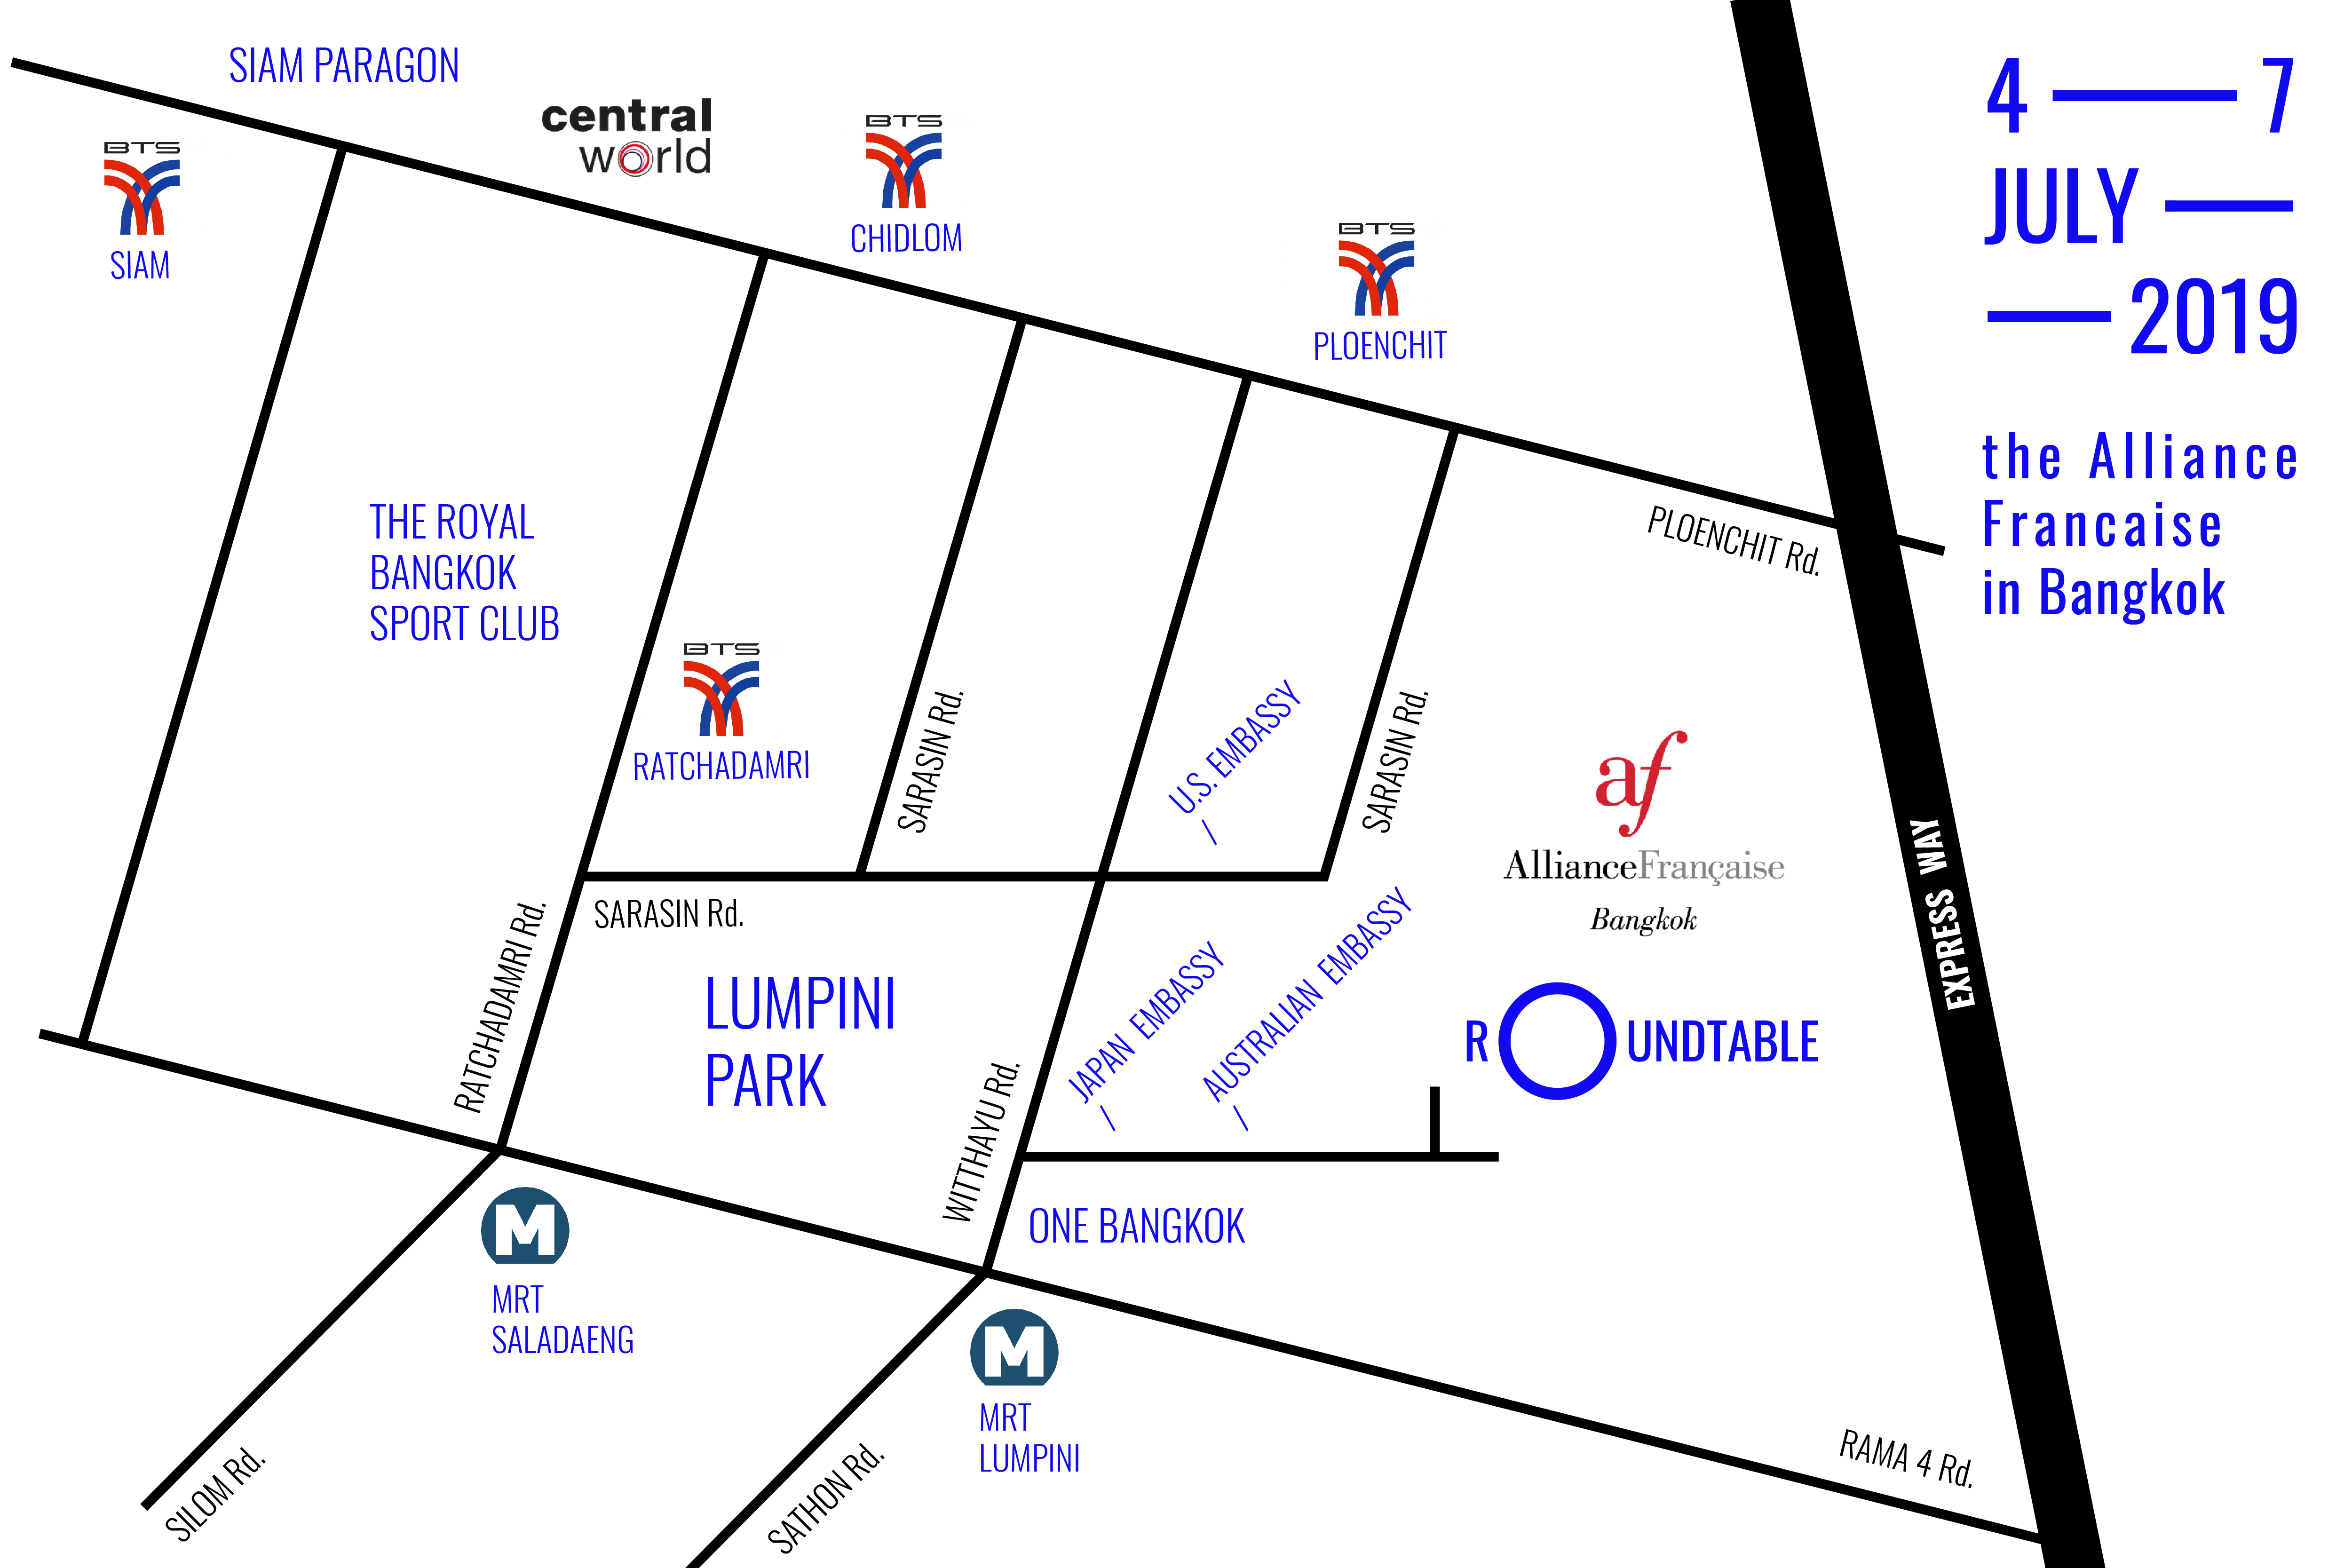 SIAM PARAGON
central
world
BTS
SIAM
BTS
CHIDLOM
BTS
PLOENCHIT
4 7
JULY
2019
the Alliance
Francaise
in Bangkok
PLOENCHIT Rd.
THE ROYAL
BANGKOK
SPORT CLUB
BTS
RATCHADAMRI
SARASIN Rd.
U.S. EMBASSY
SARASIN Rd.
af
AllianceFrançaise
Bangkok
EXPRESS WAY
SARASIN Rd.
RATCHADAMRI Rd.
LUMPINI
PARK
WITTHAYU Rd.
JAPAN EMBASSY
AUSTRALIAN EMBASSY
ROUNDTABLE
ONE BANGKOK
M
MRT
SALADAENG
M
MRT
LUMPINI
SILOM Rd.
SATHON Rd.
RAMA 4 Rd.